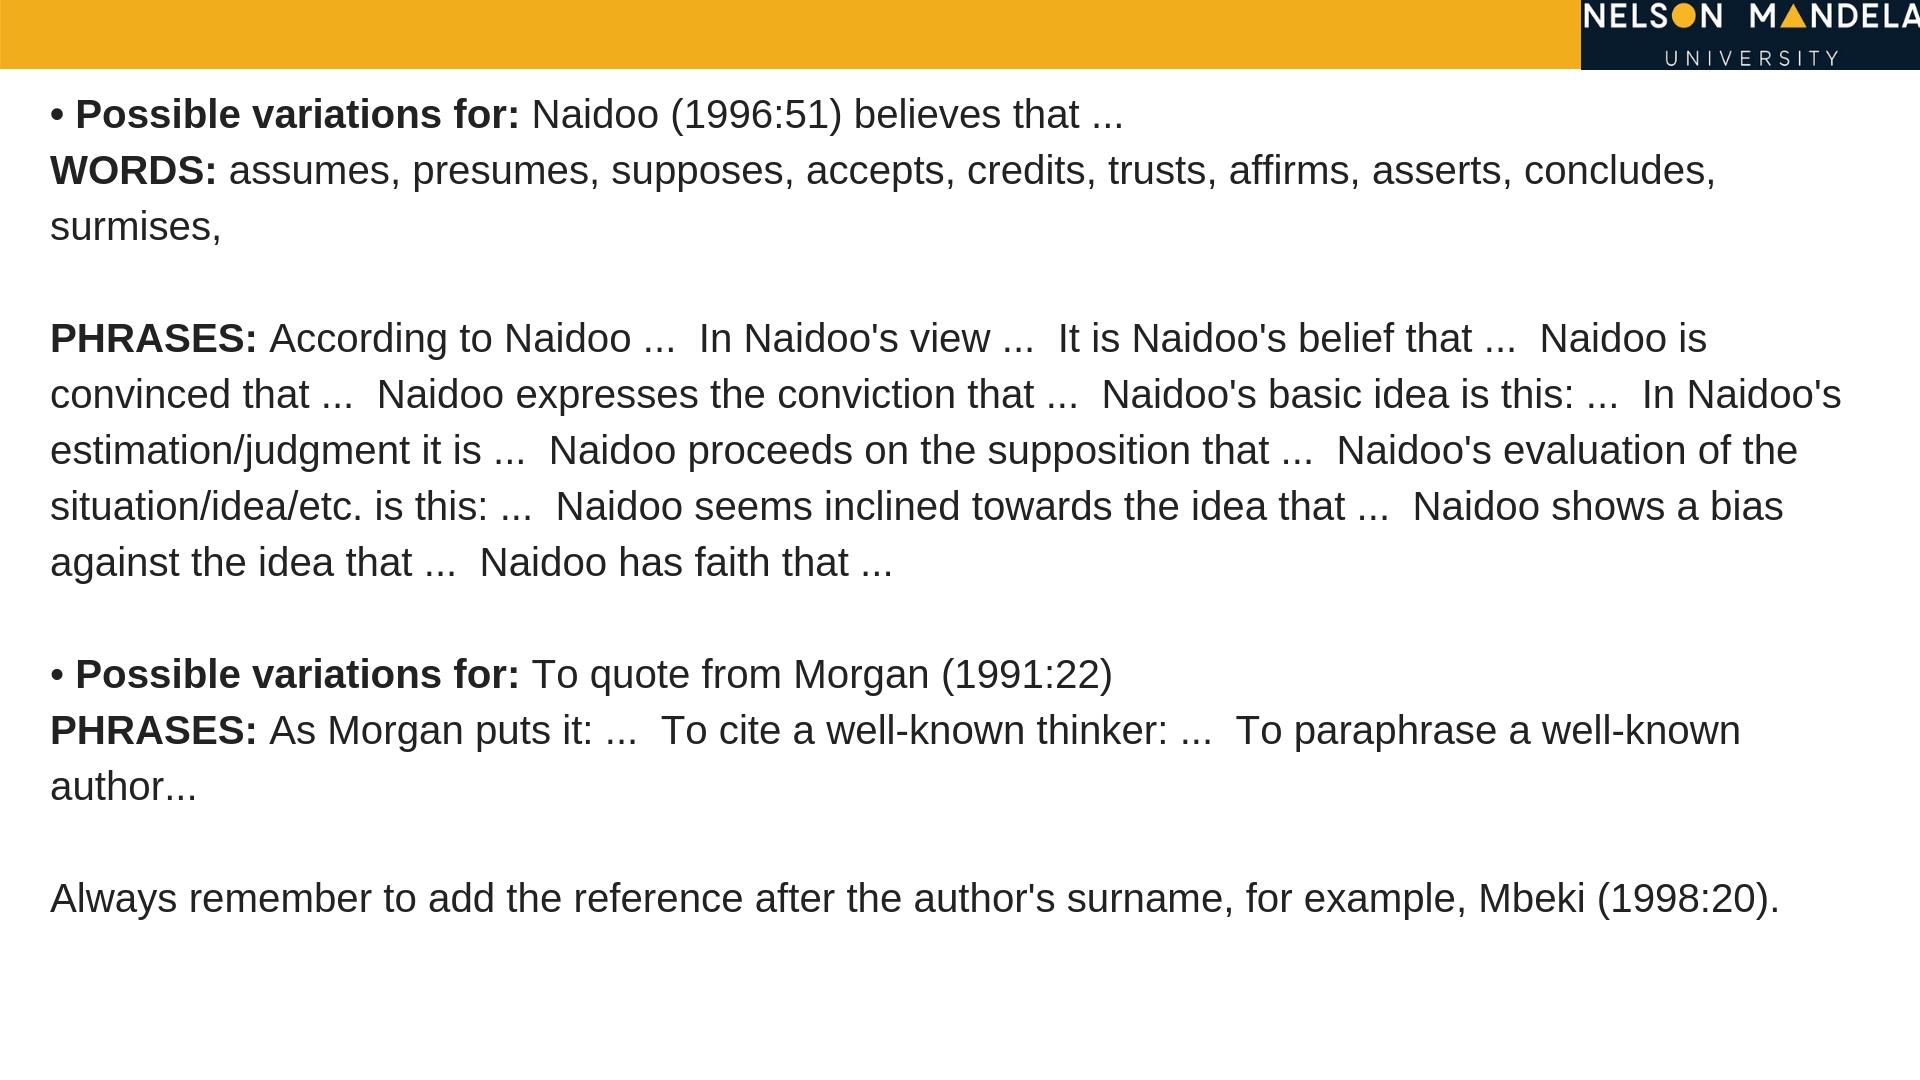 NELSON MANDELA
UNIVERSITY
• Possible variations for: Naidoo (1996:51) believes that ...
WORDS: assumes, presumes, supposes, accepts, credits, trusts, affirms, asserts, concludes,
surmises,
PHRASES: According to Naidoo ...  In Naidoo's view ...  It is Naidoo's belief that ...  Naidoo is
convinced that ...  Naidoo expresses the conviction that ...  Naidoo's basic idea is this: ...  In Naidoo's
estimation/judgment it is ...  Naidoo proceeds on the supposition that ...  Naidoo's evaluation of the
situation/idea/etc. is this: ...  Naidoo seems inclined towards the idea that ...  Naidoo shows a bias
against the idea that ...  Naidoo has faith that ...
• Possible variations for: To quote from Morgan (1991:22)
PHRASES: As Morgan puts it: ...  To cite a well-known thinker: ...  To paraphrase a well-known
author...
Always remember to add the reference after the author's surname, for example, Mbeki (1998:20).